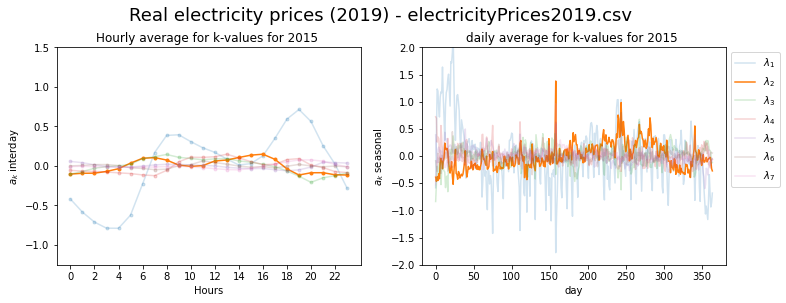 Real electricity prices (2019) - electricityPrices2019.csv
Hourly average for k-values for 2015
daily average for k-values for 2015
1.5
1.0
0.5
0.0
−0.5
−1.0
a_k interday
0 2 4 6 8 10 12 14 16 18 20 22
Hours
2.0
1.5
1.0
0.5
0.0
−0.5
−1.0
−1.5
−2.0
a_k seasonal
0 50 100 150 200 250 300 350
day
λ₁
λ₂
λ₃
λ₄
λ₅
λ₆
λ₇